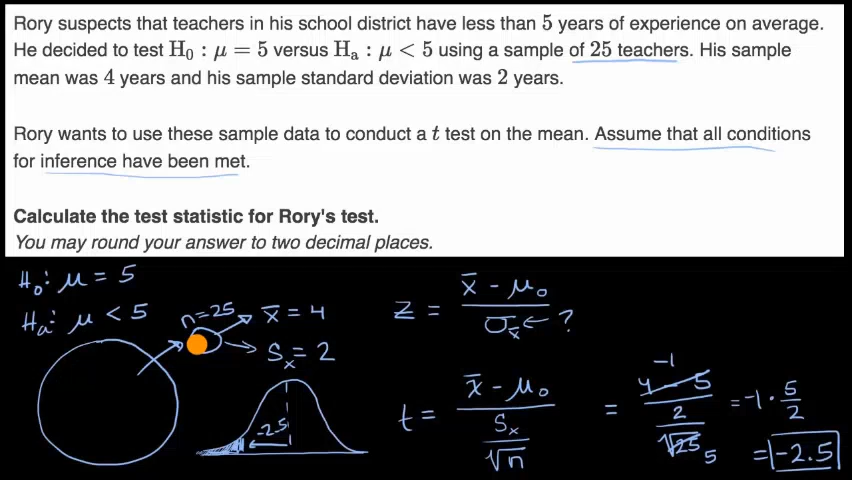 Rory suspects that teachers in his school district have less than 5 years of experience on average.
He decided to test H₀ : μ = 5 versus Hₐ : μ < 5 using a sample of 25 teachers. His sample
mean was 4 years and his sample standard deviation was 2 years.
Rory wants to use these sample data to conduct a t test on the mean. Assume that all conditions
for inference have been met.
Calculate the test statistic for Rory's test.
You may round your answer to two decimal places.
H₀: μ = 5
Hₐ: μ < 5
n=25
x̄ = 4
Sₓ = 2
-2.5
z = (x̄ - μ₀) / σ_x̄ ← ?
t = (x̄ - μ₀) / (Sₓ / √n) = (4 - 5) / (2 / √25) = -1 · 5/2
-1
5
= -2.5